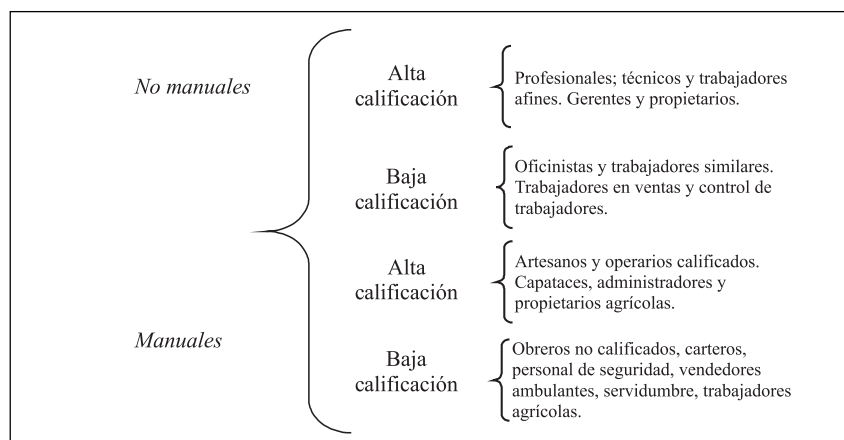 No manuales
Alta
calificación
Profesionales; técnicos y trabajadores
afines. Gerentes y propietarios.
Baja
calificación
Oficinistas y trabajadores similares.
Trabajadores en ventas y control de
trabajadores.
Manuales
Alta
calificación
Artesanos y operarios calificados.
Capataces, administradores y
propietarios agrícolas.
Baja
calificación
Obreros no calificados, carteros,
personal de seguridad, vendedores
ambulantes, servidumbre, trabajadores
agrícolas.